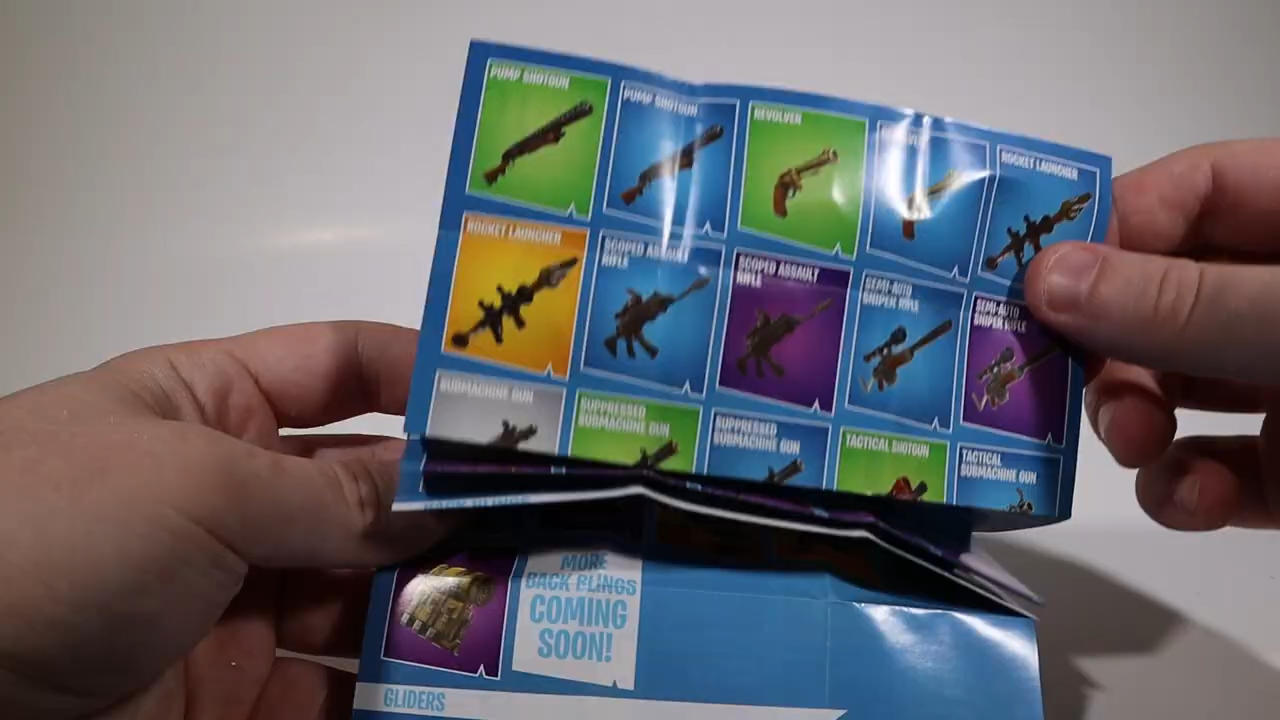 PUMP SHOTGUN
PUMP SHOTGUN
REVOLVER
ROCKET LAUNCHER
ROCKET LAUNCHER
SCOPED ASSAULT
RIFLE
SCOPED ASSAULT
RIFLE
SEMI-AUTO
SNIPER RIFLE
SEMI-AUTO
SNIPER RIFLE
SUBMACHINE GUN
SUPPRESSED
SUBMACHINE GUN
SUPPRESSED
SUBMACHINE GUN
TACTICAL SHOTGUN
TACTICAL
SUBMACHINE GUN
MORE
BACK BLINGS
COMING
SOON!
GLIDERS